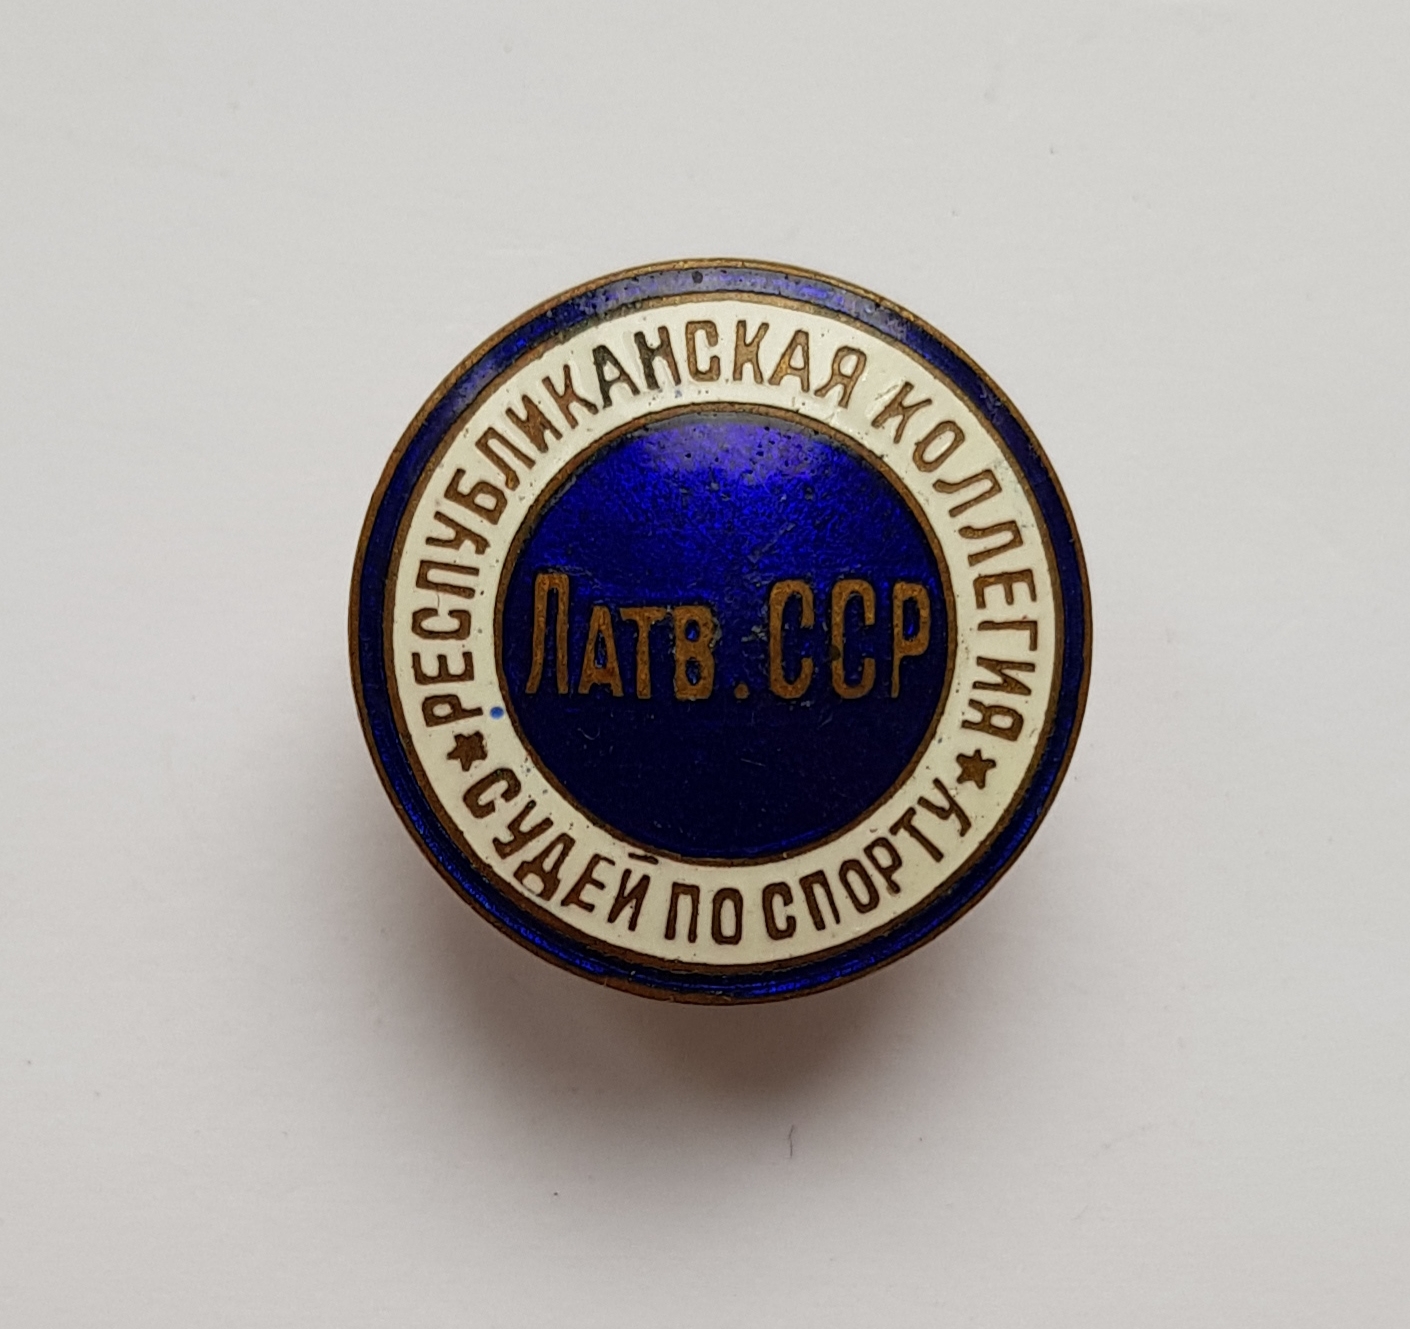 РЕСПУБЛИКАНСКАЯ КОЛЛЕГИЯ
СУДЕЙ ПО СПОРТУ
Латв. ССР